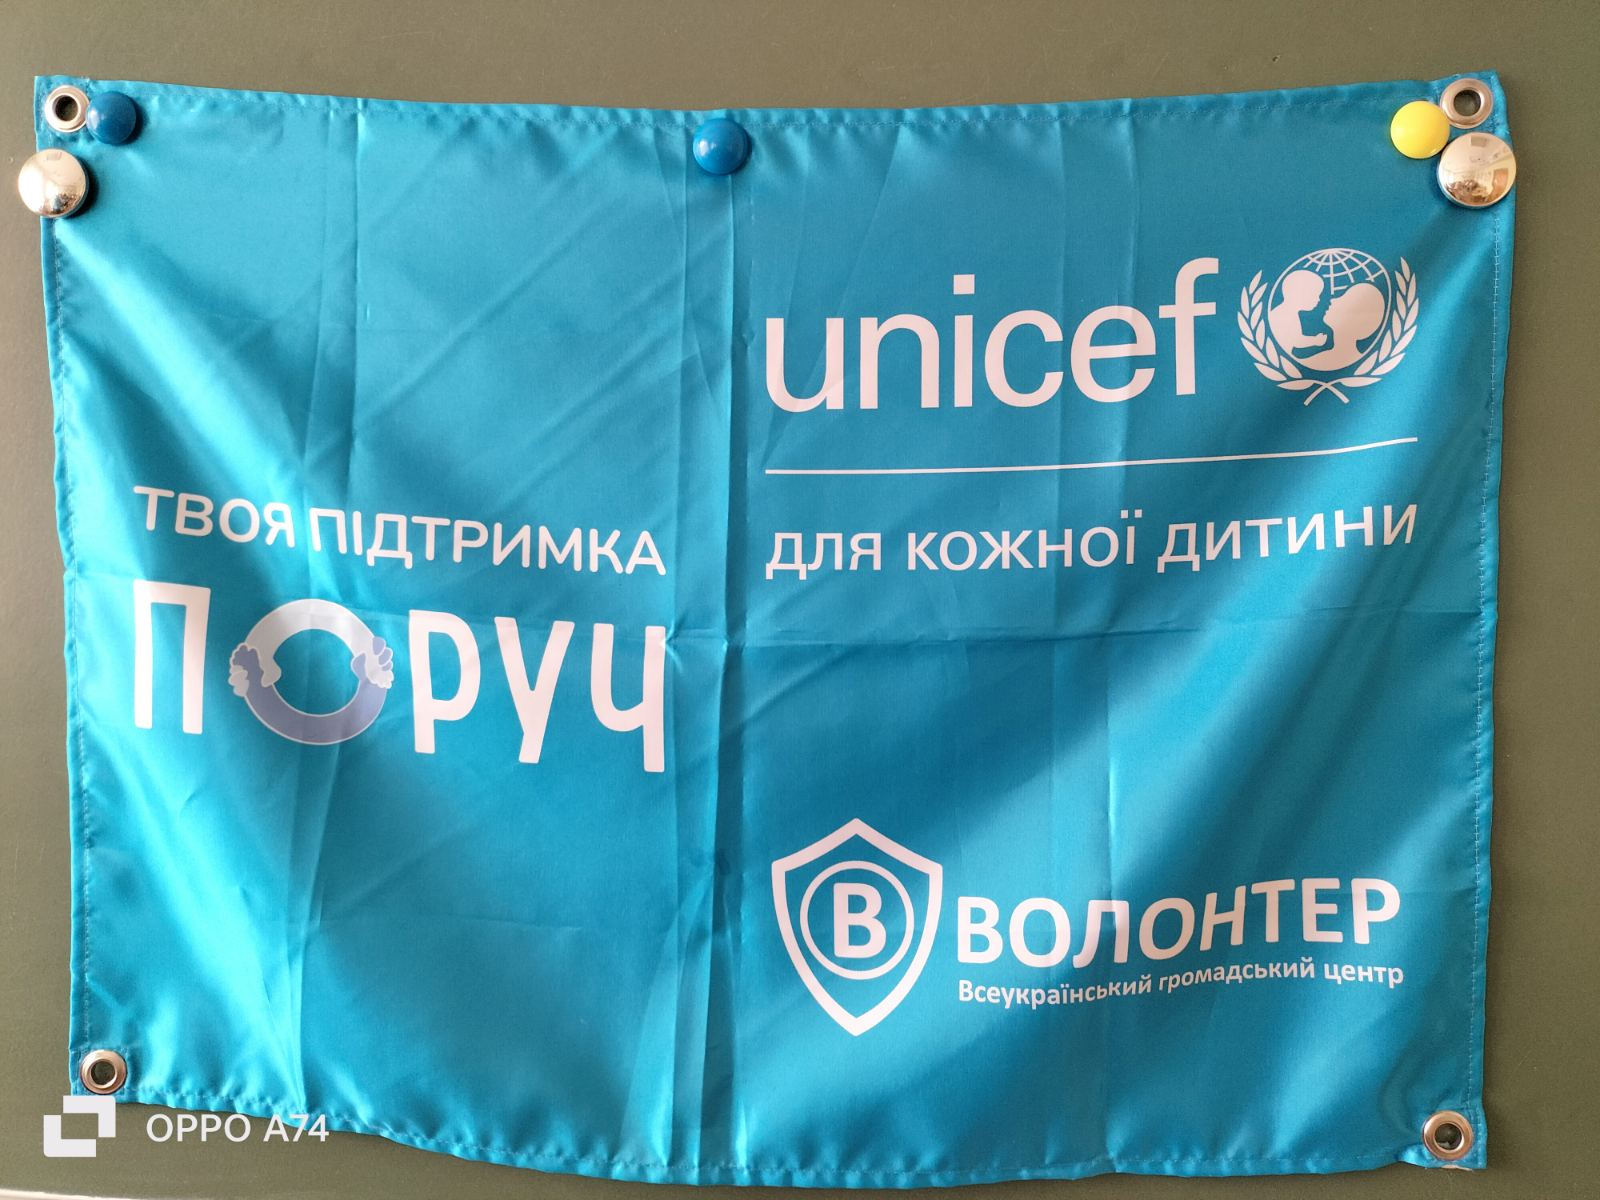 unicef
для кожної дитини
ТВОЯ ПІДТРИМКА
ПОРУЧ
В ВОЛОНТЕР
Всеукраїнський громадський центр
OPPO A74